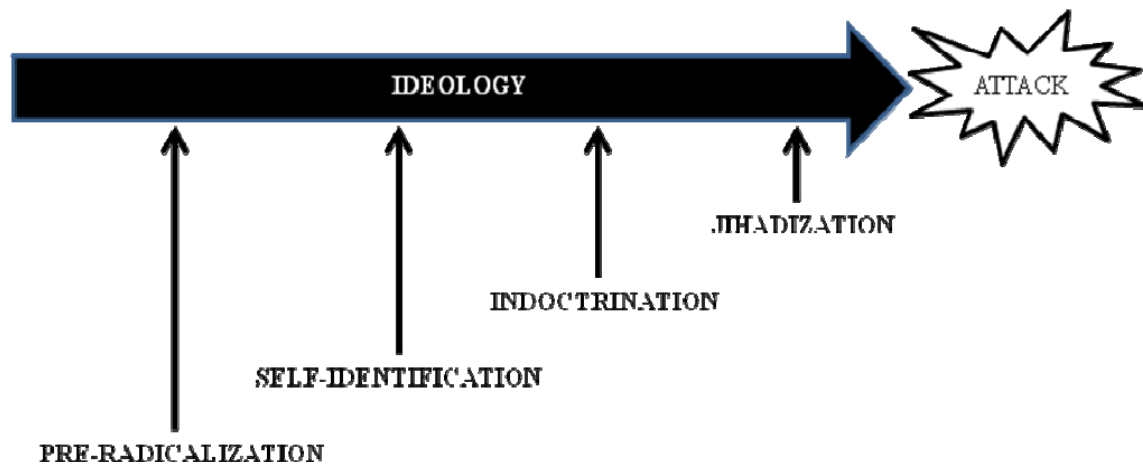 IDEOLOGY
ATTACK
JIHADIZATION
INDOCTRINATION
SELF-IDENTIFICATION
PRE-RADICALIZATION